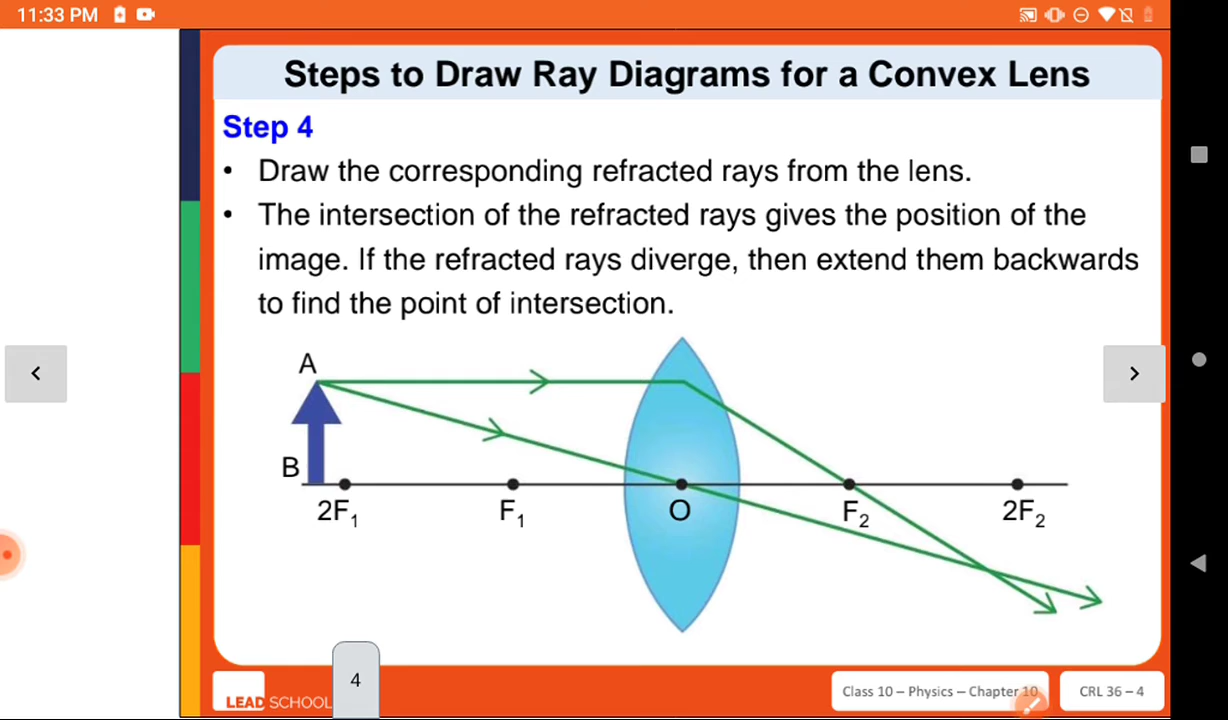 11:33 PM
Steps to Draw Ray Diagrams for a Convex Lens
Step 4
• Draw the corresponding refracted rays from the lens.
• The intersection of the refracted rays gives the position of the
image. If the refracted rays diverge, then extend them backwards
to find the point of intersection.
A
B
2F₁ F₁ O F₂ 2F₂
LEAD SCHOOL 4 Class 10 – Physics – Chapter 10 CRL 36 – 4